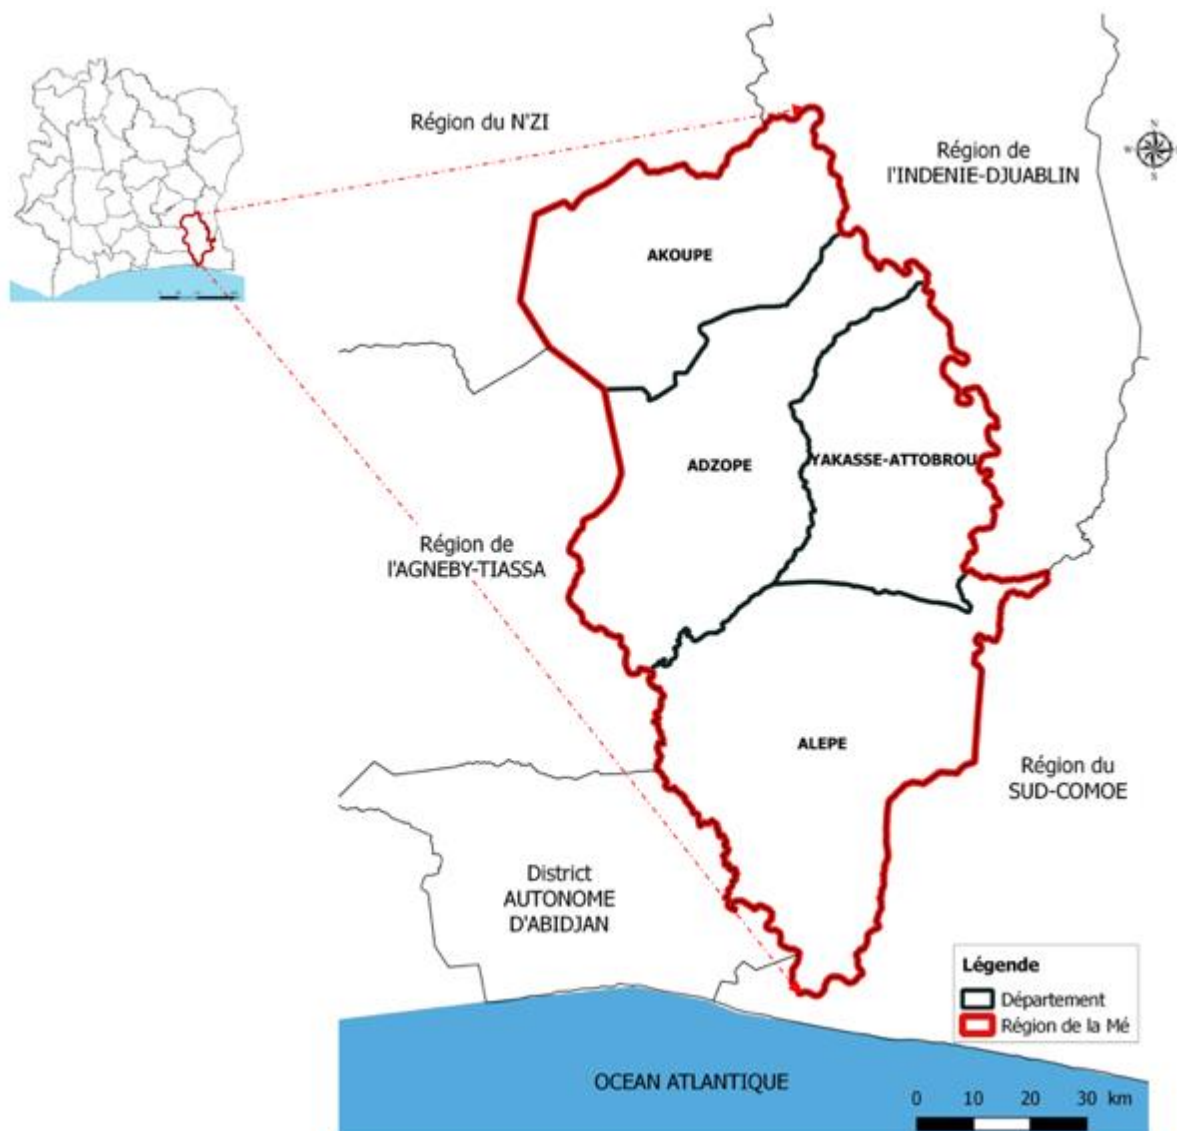 Région du N'ZI
Région de
l'INDENIE-DJUABLIN
N
W
S
AKOUPE
ADZOPE
YAKASSE-ATTOBROU
Région de
l'AGNEBY-TIASSA
ALEPE
Région du
SUD-COMOE
District
AUTONOME
D'ABIDJAN
Légende
Département
Région de la Mé
OCEAN ATLANTIQUE
0 10 20 30 km